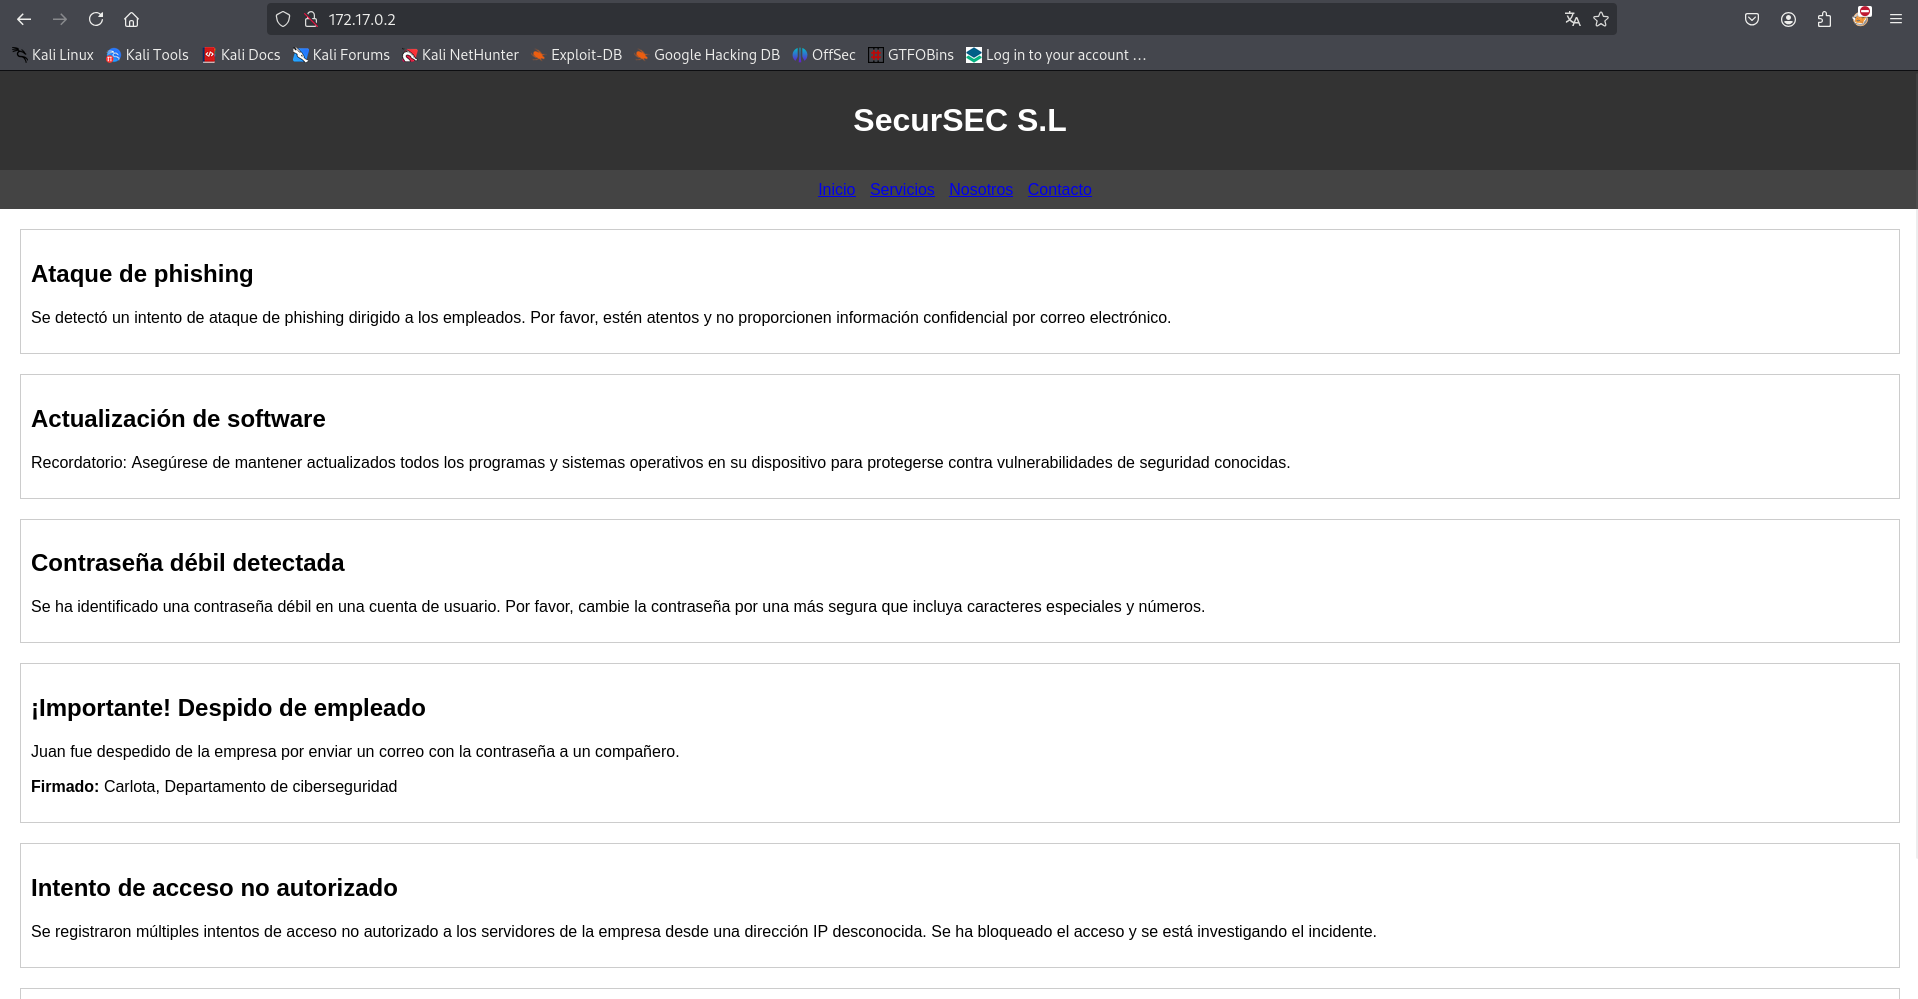 172.17.0.2
Kali Linux Kali Tools Kali Docs Kali Forums Kali NetHunter Exploit-DB Google Hacking DB OffSec GTFOBins Log in to your account …
SecurSEC S.L
Inicio Servicios Nosotros Contacto
Ataque de phishing
Se detectó un intento de ataque de phishing dirigido a los empleados. Por favor, estén atentos y no proporcionen información confidencial por correo electrónico.
Actualización de software
Recordatorio: Asegúrese de mantener actualizados todos los programas y sistemas operativos en su dispositivo para protegerse contra vulnerabilidades de seguridad conocidas.
Contraseña débil detectada
Se ha identificado una contraseña débil en una cuenta de usuario. Por favor, cambie la contraseña por una más segura que incluya caracteres especiales y números.
¡Importante! Despido de empleado
Juan fue despedido de la empresa por enviar un correo con la contraseña a un compañero.
Firmado: Carlota, Departamento de ciberseguridad
Intento de acceso no autorizado
Se registraron múltiples intentos de acceso no autorizado a los servidores de la empresa desde una dirección IP desconocida. Se ha bloqueado el acceso y se está investigando el incidente.